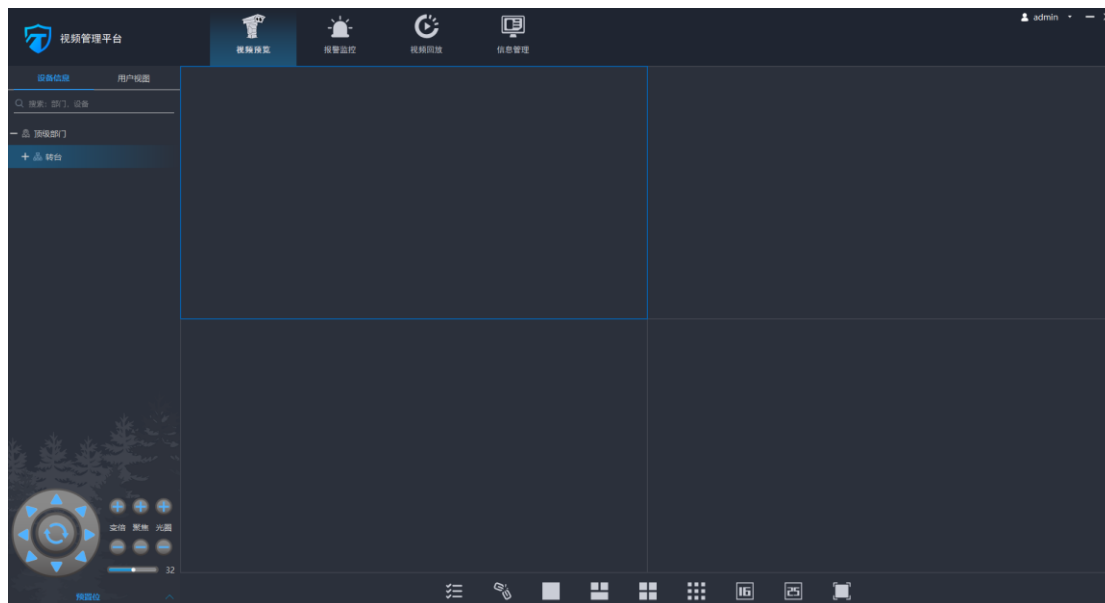 视频管理平台
视频预览
报警监控
视频回放
信息管理
admin
设备信息
用户视图
搜索：部门、设备
顶级部门
转台
变倍 聚焦 光圈
32
预置位
16
25